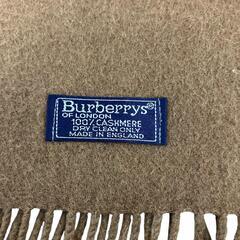 Burberrys®
OF LONDON
100% CASHMERE
DRY CLEAN ONLY
MADE IN ENGLAND